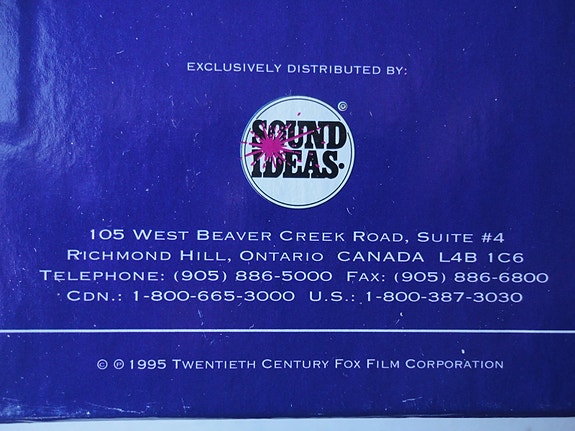 EXCLUSIVELY DISTRIBUTED BY:
©
SOUND
IDEAS.
105 WEST BEAVER CREEK ROAD, SUITE #4
RICHMOND HILL, ONTARIO CANADA L4B 1C6
TELEPHONE: (905) 886-5000 FAX: (905) 886-6800
CDN.: 1-800-665-3000 U.S.: 1-800-387-3030
© ℗ 1995 TWENTIETH CENTURY FOX FILM CORPORATION